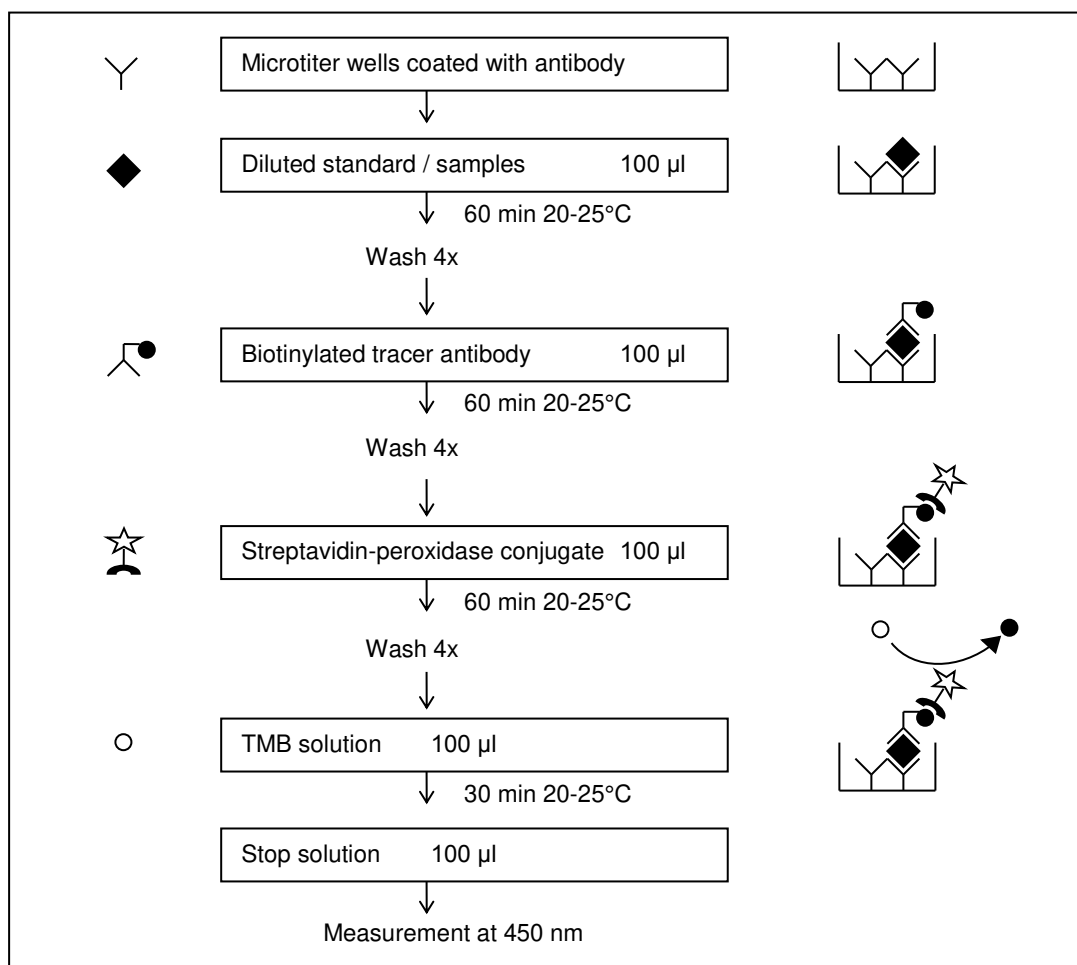 Microtiter wells coated with antibody
Diluted standard / samples 100 µl
60 min 20-25°C
Wash 4x
Biotinylated tracer antibody 100 µl
60 min 20-25°C
Wash 4x
Streptavidin-peroxidase conjugate 100 µl
60 min 20-25°C
Wash 4x
TMB solution 100 µl
30 min 20-25°C
Stop solution 100 µl
Measurement at 450 nm